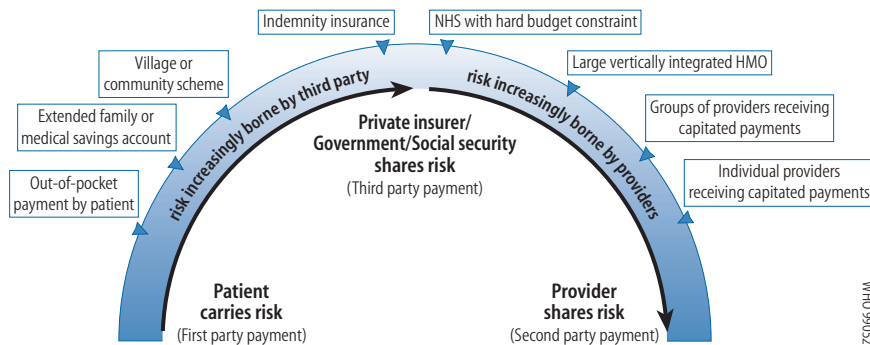 Indemnity insurance
NHS with hard budget constraint
Village or
community scheme
Large vertically integrated HMO
Extended family or
medical savings account
Groups of providers receiving
capitated payments
Out-of-pocket
payment by patient
Individual providers
receiving capitated payments
risk increasingly borne by third party
risk increasingly borne by providers
Private insurer/
Government/Social security
shares risk
(Third party payment)
Patient
carries risk
(First party payment)
Provider
shares risk
(Second party payment)
WHO 99052